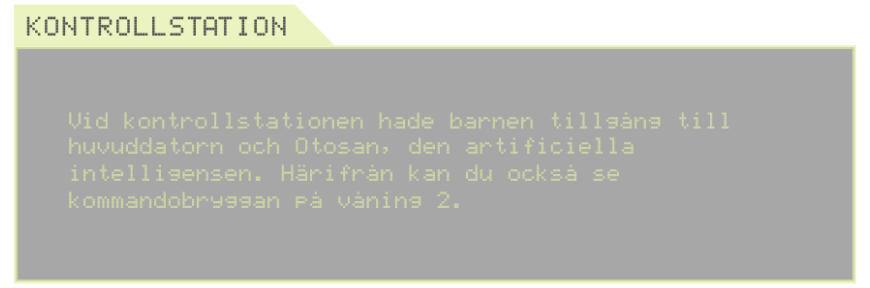 KONTROLLSTATION
Vid kontrollstationen hade barnen tillgång till
huvuddatorn och Otosan, den artificiella
intelligensen. Härifrån kan du också se
kommandobryggan på våning 2.